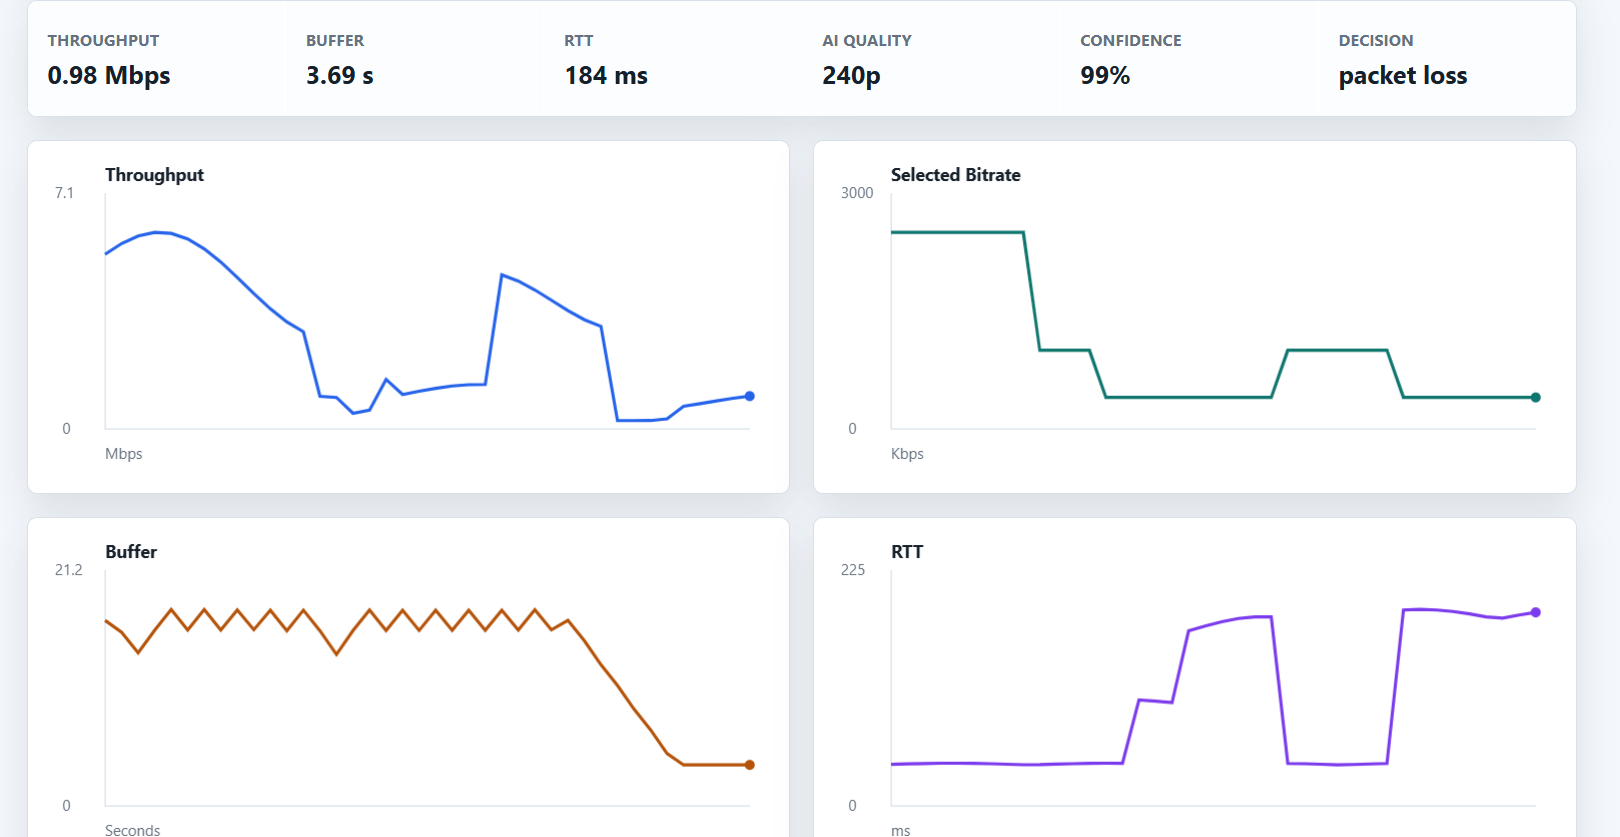 THROUGHPUT
0.98 Mbps
BUFFER
3.69 s
RTT
184 ms
AI QUALITY
240p
CONFIDENCE
99%
DECISION
packet loss
Throughput
7.1
0
Mbps
Selected Bitrate
3000
0
Kbps
Buffer
21.2
0
Seconds
RTT
225
0
ms